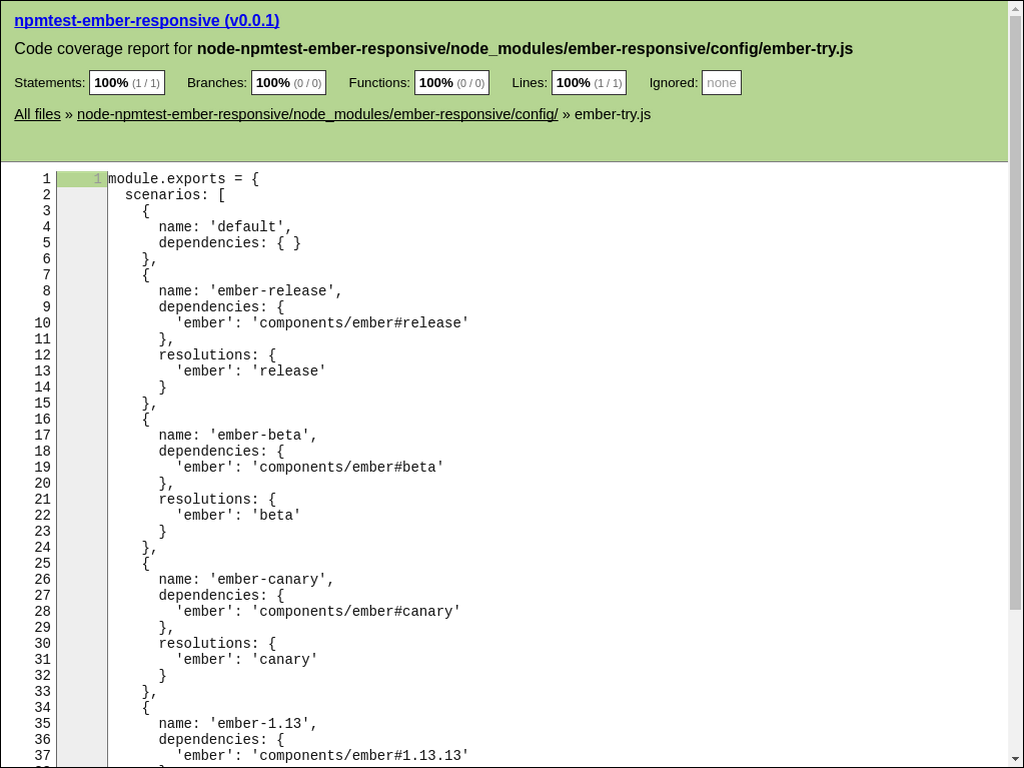 npmtest-ember-responsive (v0.0.1)
Code coverage report for node-npmtest-ember-responsive/node_modules/ember-responsive/config/ember-try.js
Statements: 100% (1 / 1) Branches: 100% (0 / 0) Functions: 100% (0 / 0) Lines: 100% (1 / 1) Ignored: none
All files » node-npmtest-ember-responsive/node_modules/ember-responsive/config/ » ember-try.js
1 1 module.exports = {
2 scenarios: [
3 {
4 name: 'default',
5 dependencies: { }
6 },
7 {
8 name: 'ember-release',
9 dependencies: {
10 'ember': 'components/ember#release'
11 },
12 resolutions: {
13 'ember': 'release'
14 }
15 },
16 {
17 name: 'ember-beta',
18 dependencies: {
19 'ember': 'components/ember#beta'
20 },
21 resolutions: {
22 'ember': 'beta'
23 }
24 },
25 {
26 name: 'ember-canary',
27 dependencies: {
28 'ember': 'components/ember#canary'
29 },
30 resolutions: {
31 'ember': 'canary'
32 }
33 },
34 {
35 name: 'ember-1.13',
36 dependencies: {
37 'ember': 'components/ember#1.13.13'